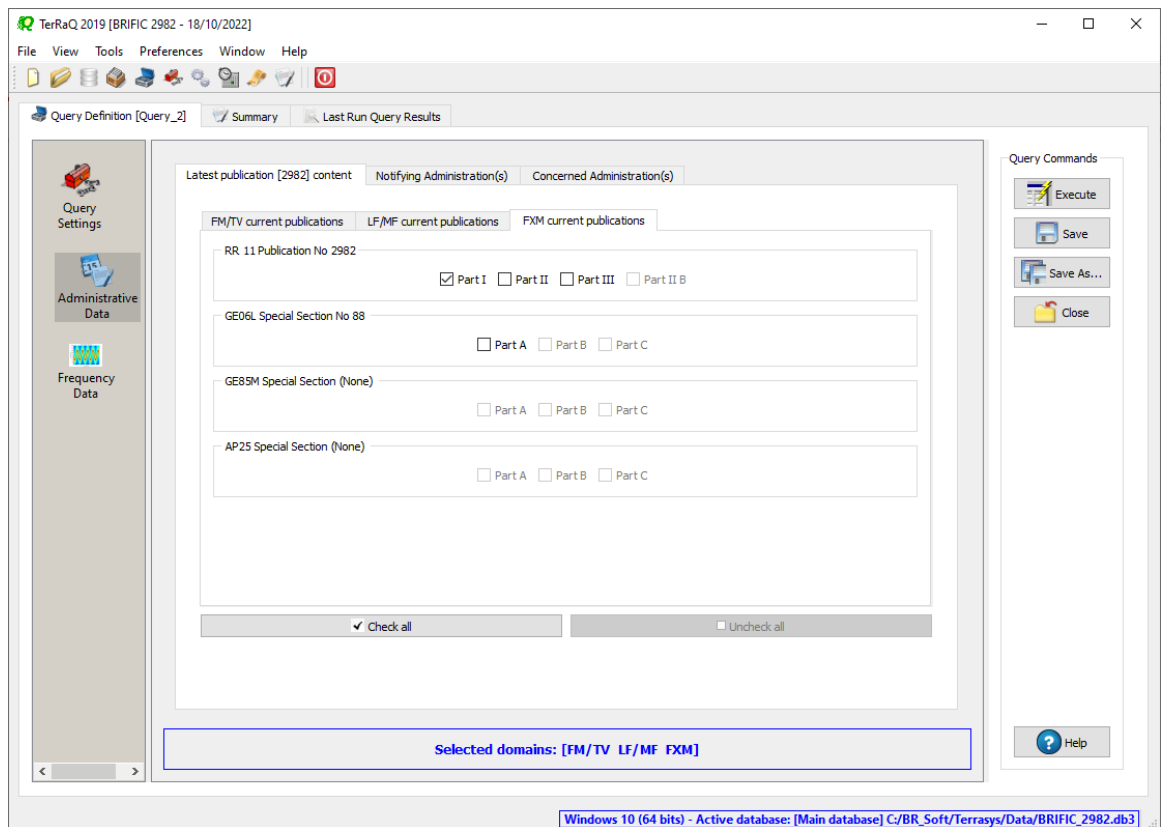 TerRaQ 2019 [BRIFIC 2982 - 18/10/2022]
File View Tools Preferences Window Help
Query Definition [Query_2] Summary Last Run Query Results
Query Settings
Administrative Data
Frequency Data
Latest publication [2982] content Notifying Administration(s) Concerned Administration(s)
FM/TV current publications LF/MF current publications FXM current publications
RR 11 Publication No 2982
Part I Part II Part III Part II B
GE06L Special Section No 88
Part A Part B Part C
GE85M Special Section (None)
Part A Part B Part C
AP25 Special Section (None)
Part A Part B Part C
Check all Uncheck all
Selected domains: [FM/TV LF/MF FXM]
Query Commands
Execute
Save
Save As...
Close
Help
Windows 10 (64 bits) - Active database: [Main database] C:/BR_Soft/Terrasys/Data/BRIFIC_2982.db3